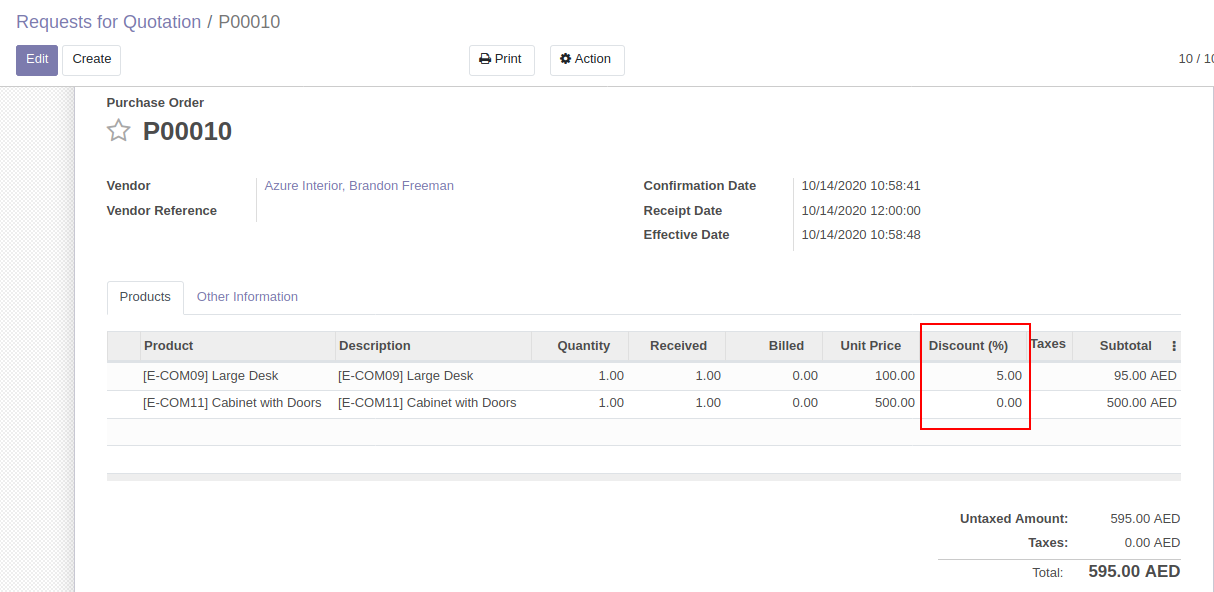 Requests for Quotation / P00010
Edit Create Print Action 10 / 10
Purchase Order
P00010
Vendor Azure Interior, Brandon Freeman Confirmation Date 10/14/2020 10:58:41
Vendor Reference Receipt Date 10/14/2020 12:00:00
Effective Date 10/14/2020 10:58:48
Products Other Information
Product Description Quantity Received Billed Unit Price Discount (%) Taxes Subtotal
[E-COM09] Large Desk [E-COM09] Large Desk 1.00 1.00 0.00 100.00 5.00 95.00 AED
[E-COM11] Cabinet with Doors [E-COM11] Cabinet with Doors 1.00 1.00 0.00 500.00 0.00 500.00 AED
Untaxed Amount: 595.00 AED
Taxes: 0.00 AED
Total: 595.00 AED